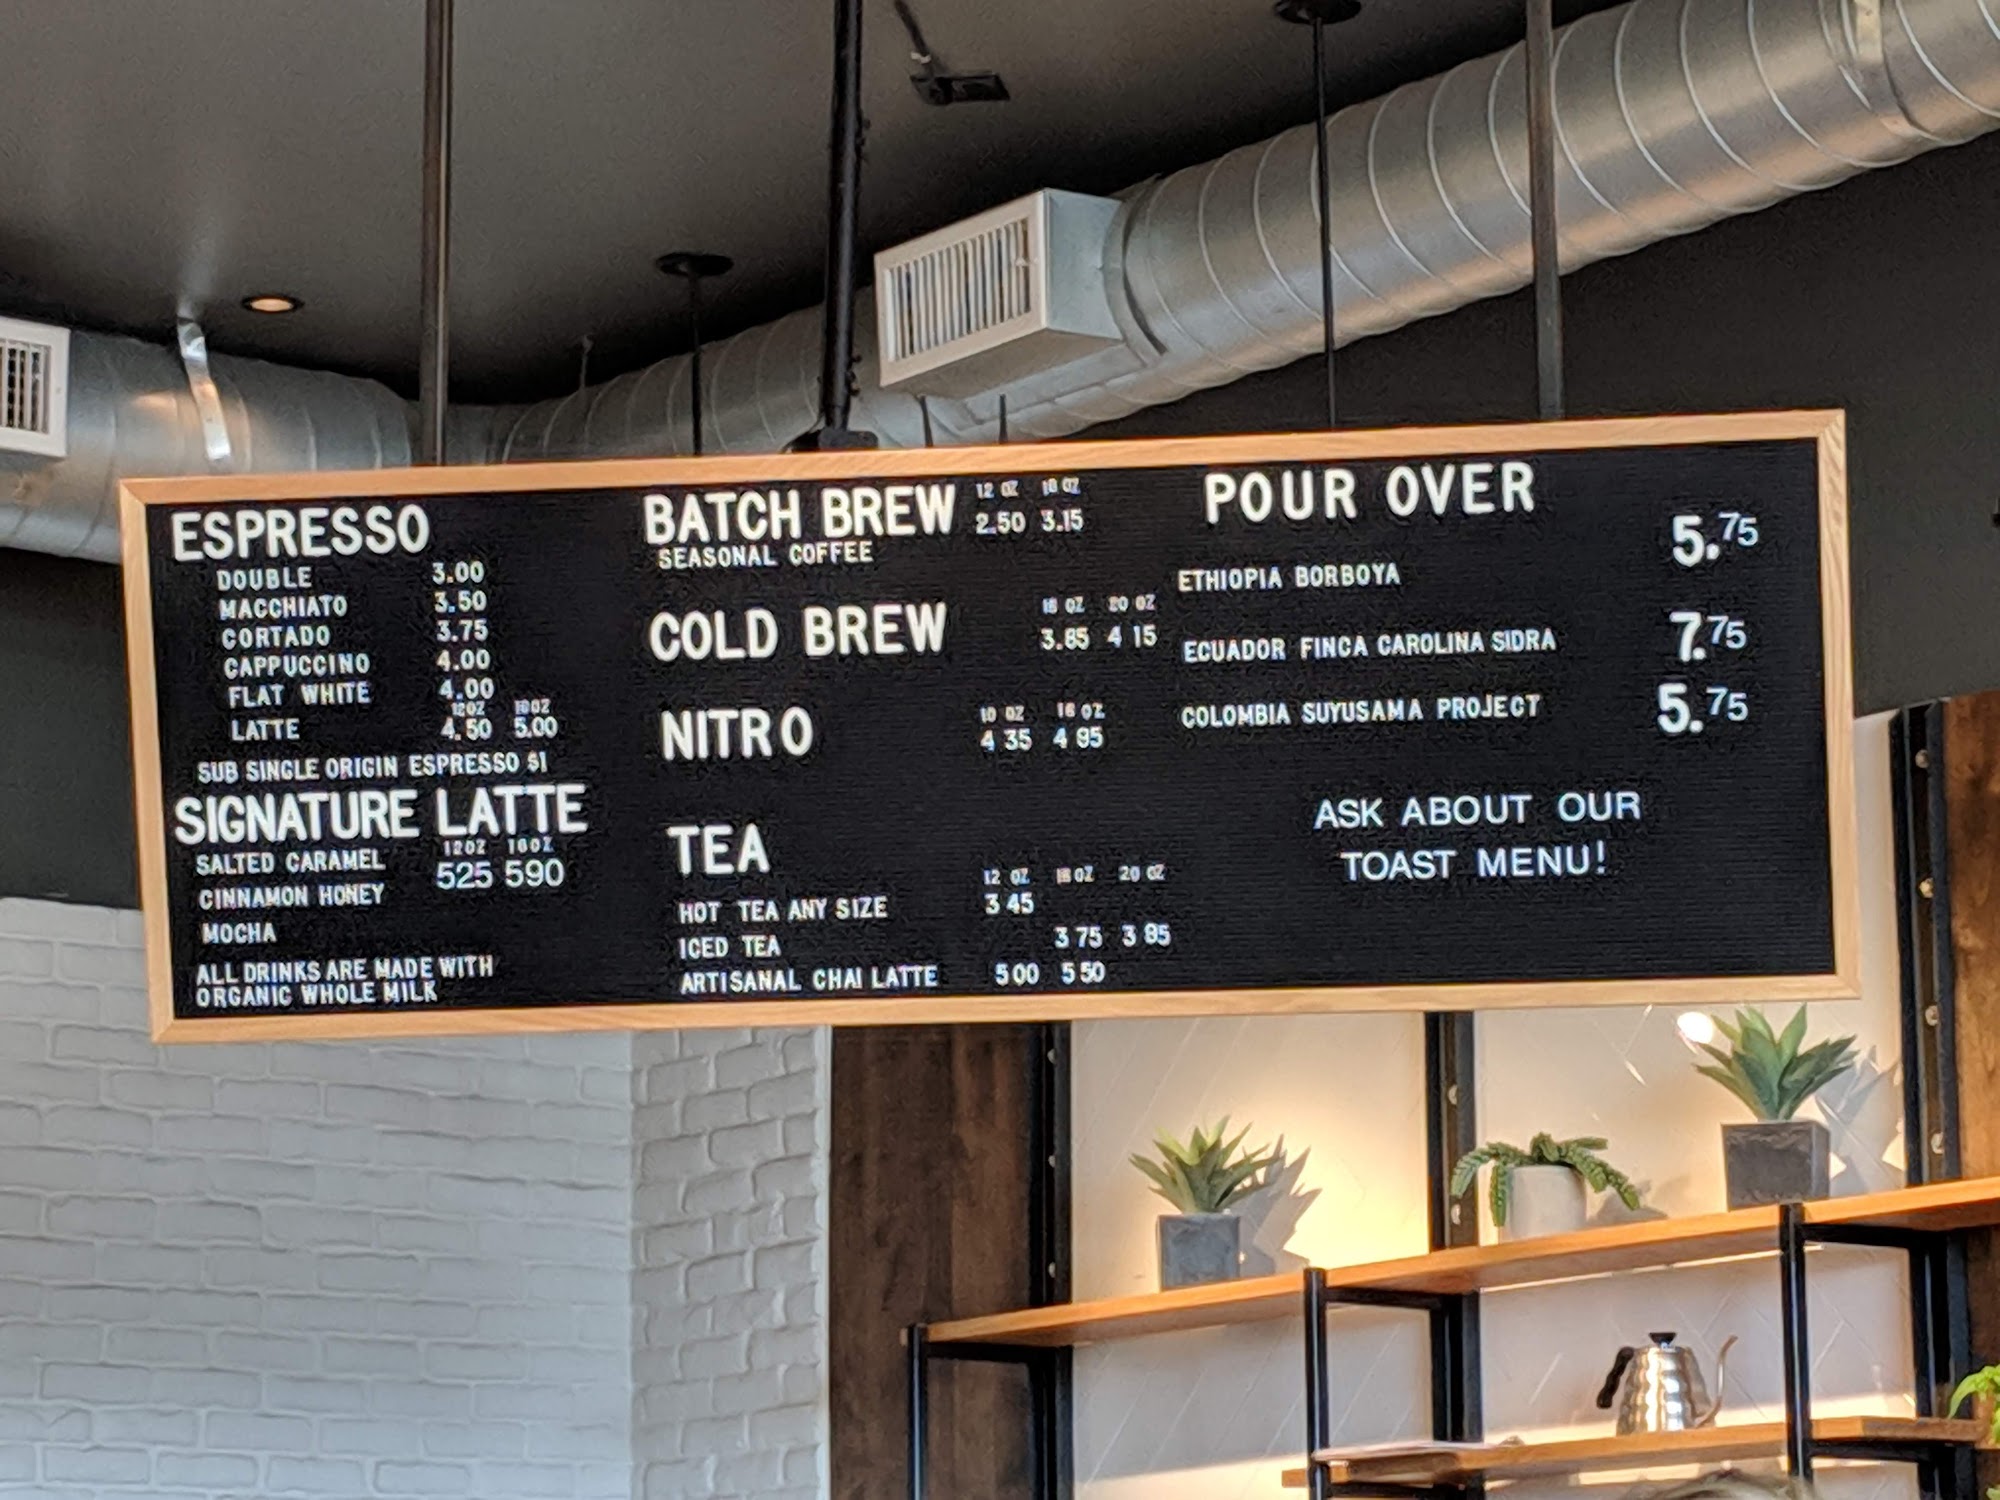 ESPRESSO
DOUBLE 3.00
MACCHIATO 3.50
CORTADO 3.75
CAPPUCCINO 4.00
FLAT WHITE 4.00
12OZ 16OZ
LATTE 4.50 5.00
SUB SINGLE ORIGIN ESPRESSO $1
SIGNATURE LATTE
12OZ 16OZ
SALTED CARAMEL 525 590
CINNAMON HONEY
MOCHA
ALL DRINKS ARE MADE WITH
ORGANIC WHOLE MILK
12 OZ 16 OZ
BATCH BREW 2.50 3.15
SEASONAL COFFEE
16 OZ 20 OZ
COLD BREW 3.85 4 15
10 OZ 16 OZ
NITRO 4 35 4 95
TEA
12 OZ 16OZ 20 OZ
HOT TEA ANY SIZE 3 45
ICED TEA 3 75 3 95
ARTISANAL CHAI LATTE 5 00 5 50
POUR OVER
ETHIOPIA BORBOYA 5.75
ECUADOR FINCA CAROLINA SIDRA 7.75
COLOMBIA SUYUSAMA PROJECT 5.75
ASK ABOUT OUR
TOAST MENU!